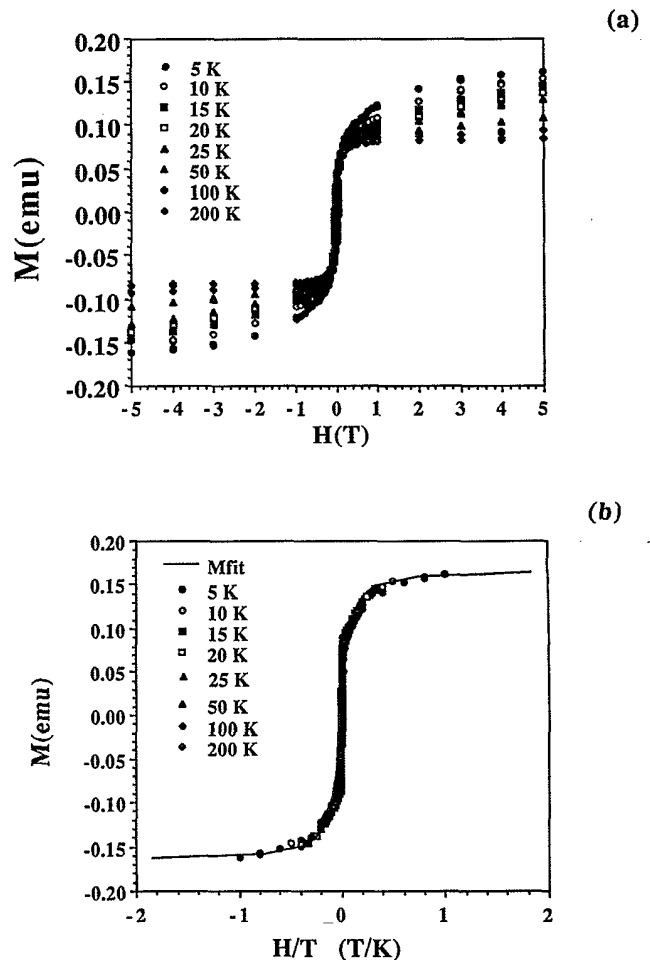 (a)
0.20
0.15
0.10
0.05
0.00
-0.05
-0.10
-0.15
-0.20
M(emu)
5 K
10 K
15 K
20 K
25 K
50 K
100 K
200 K
-5 -4 -3 -2 -1 0 1 2 3 4 5
H(T)
(b)
0.20
0.15
0.10
0.05
0.00
-0.05
-0.10
-0.15
-0.20
M(emu)
Mfit
5 K
10 K
15 K
20 K
25 K
50 K
100 K
200 K
-2 -1 0 1 2
H/T (T/K)